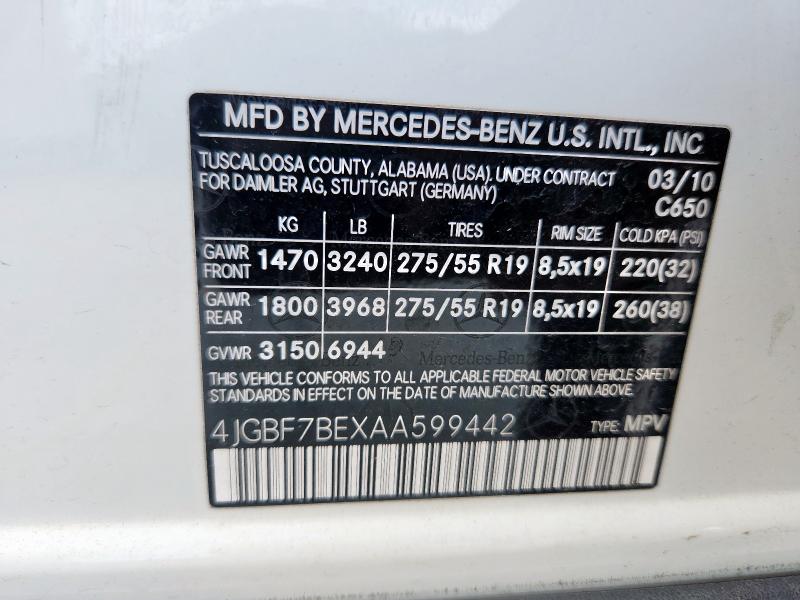 MFD BY MERCEDES-BENZ U.S. INTL., INC
TUSCALOOSA COUNTY, ALABAMA (USA). UNDER CONTRACT 03/10
FOR DAIMLER AG, STUTTGART (GERMANY) C650
KG LB TIRES RIM SIZE COLD KPA (PSI)
GAWR FRONT 1470 3240 275/55 R19 8,5x19 220(32)
GAWR REAR 1800 3968 275/55 R19 8,5x19 260(38)
GVWR 3150 6944
Mercedes-Benz
THIS VEHICLE CONFORMS TO ALL APPLICABLE FEDERAL MOTOR VEHICLE SAFETY
STANDARDS IN EFFECT ON THE DATE OF MANUFACTURE SHOWN ABOVE.
4JGBF7BEXAA599442 TYPE: MPV